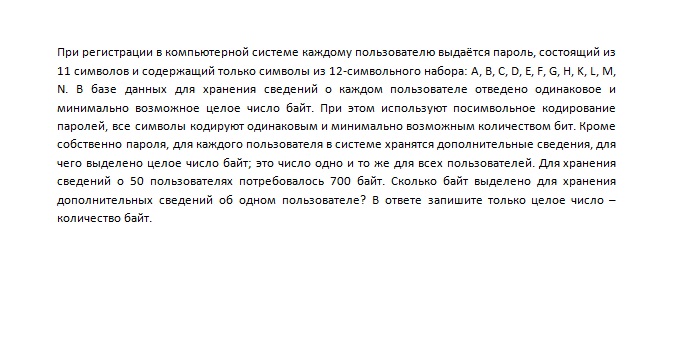 При регистрации в компьютерной системе каждому пользователю выдаётся пароль, состоящий из
11 символов и содержащий только символы из 12-символьного набора: A, B, C, D, E, F, G, H, K, L, M,
N. В базе данных для хранения сведений о каждом пользователе отведено одинаковое и
минимально возможное целое число байт. При этом используют посимвольное кодирование
паролей, все символы кодируют одинаковым и минимально возможным количеством бит. Кроме
собственно пароля, для каждого пользователя в системе хранятся дополнительные сведения, для
чего выделено целое число байт; это число одно и то же для всех пользователей. Для хранения
сведений о 50 пользователях потребовалось 700 байт. Сколько байт выделено для хранения
дополнительных сведений об одном пользователе? В ответе запишите только целое число –
количество байт.